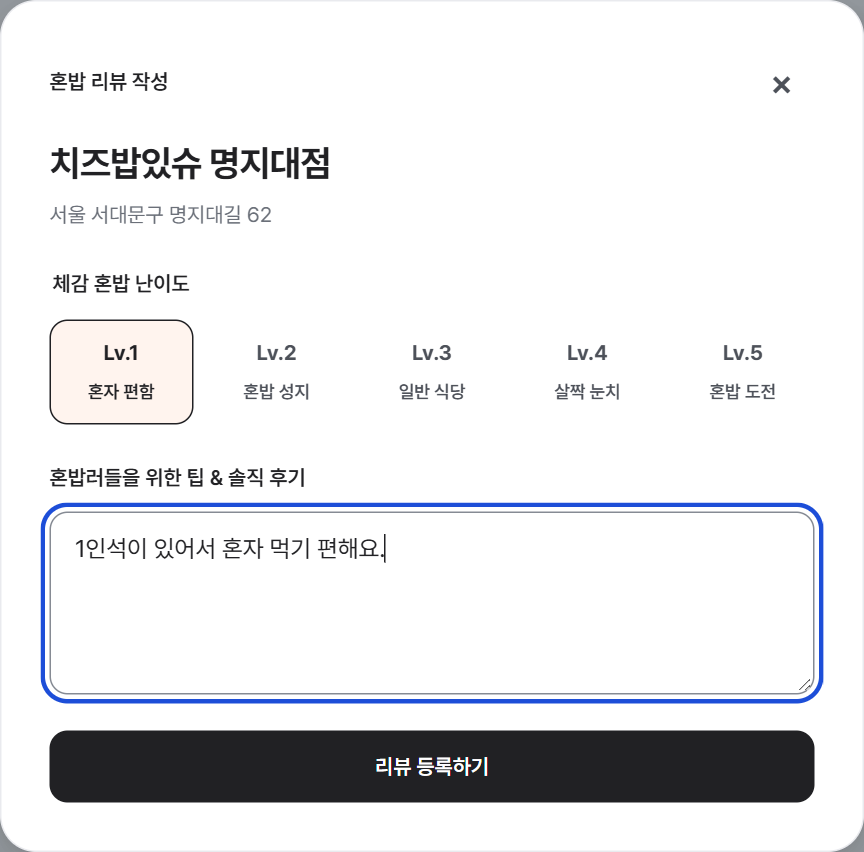 혼밥 리뷰 작성
치즈밥있슈 명지대점
서울 서대문구 명지대길 62
체감 혼밥 난이도
Lv.1 Lv.2 Lv.3 Lv.4 Lv.5
혼자 편함 혼밥 성지 일반 식당 살짝 눈치 혼밥 도전
혼밥러들을 위한 팁 & 솔직 후기
1인석이 있어서 혼자 먹기 편해요.
리뷰 등록하기